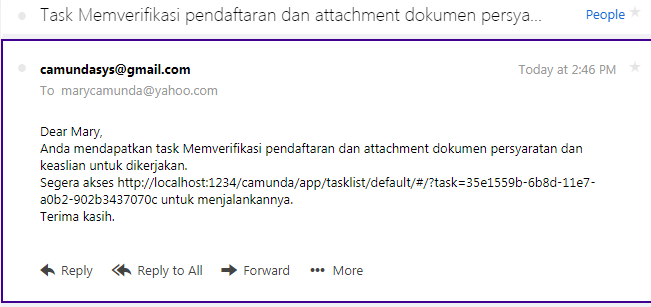 Task Memverifikasi pendaftaran dan attachment dokumen persya... People
camundasys@gmail.com Today at 2:46 PM
To marycamunda@yahoo.com
Dear Mary,
Anda mendapatkan task Memverifikasi pendaftaran dan attachment dokumen persyaratan dan
keaslian untuk dikerjakan.
Segera akses http://localhost:1234/camunda/app/tasklist/default/#/?task=35e1559b-6b8d-11e7-
a0b2-902b3437070c untuk menjalankannya.
Terima kasih.
Reply Reply to All Forward More